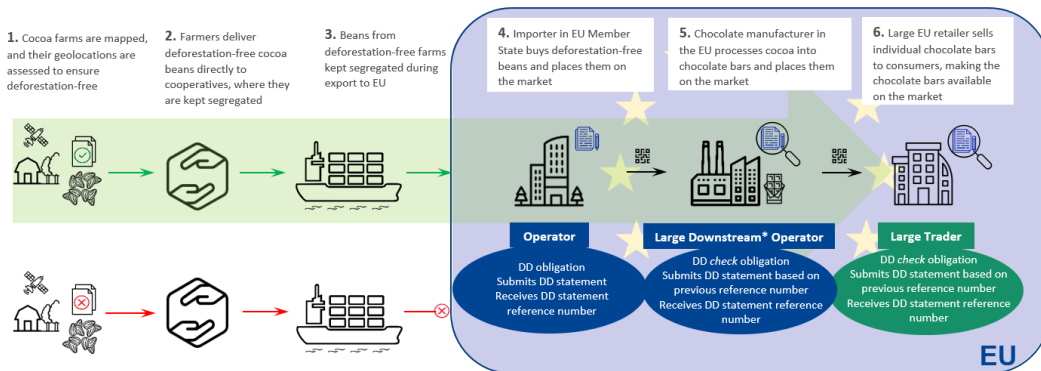 1. Cocoa farms are mapped,
and their geolocations are
assessed to ensure
deforestation-free
2. Farmers deliver
deforestation-free cocoa
beans directly to
cooperatives, where they
are kept segregated
3. Beans from
deforestation-free farms
kept segregated during
export to EU
4. Importer in EU Member
State buys deforestation-free
beans and places them on
the market
5. Chocolate manufacturer in
the EU processes cocoa into
chocolate bars and places them
on the market
6. Large EU retailer sells
individual chocolate bars
to consumers, making the
chocolate bars available
on the market
Operator
DD obligation
Submits DD statement
Receives DD statement
reference number
Large Downstream* Operator
DD check obligation
Submits DD statement based on
previous reference number
Receives DD statement reference
number
Large Trader
DD check obligation
Submits DD statement based on
previous reference number
Receives DD statement reference
number
EU